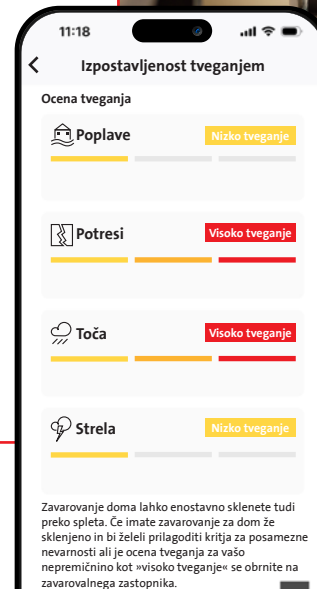 11:18
Izpostavljenost tveganjem
Ocena tveganja
Poplave
Nizko tveganje
Potresi
Visoko tveganje
Toča
Visoko tveganje
Strela
Nizko tveganje
Zavarovanje doma lahko enostavno sklenete tudi
preko spleta. Če imate zavarovanje za dom že
sklenjeno in bi želeli prilagoditi kritja za posamezne
nevarnosti ali je ocena tveganja za vašo
nepremičnino kot »visoko tveganje« se obrnite na
zavarovalnega zastopnika.